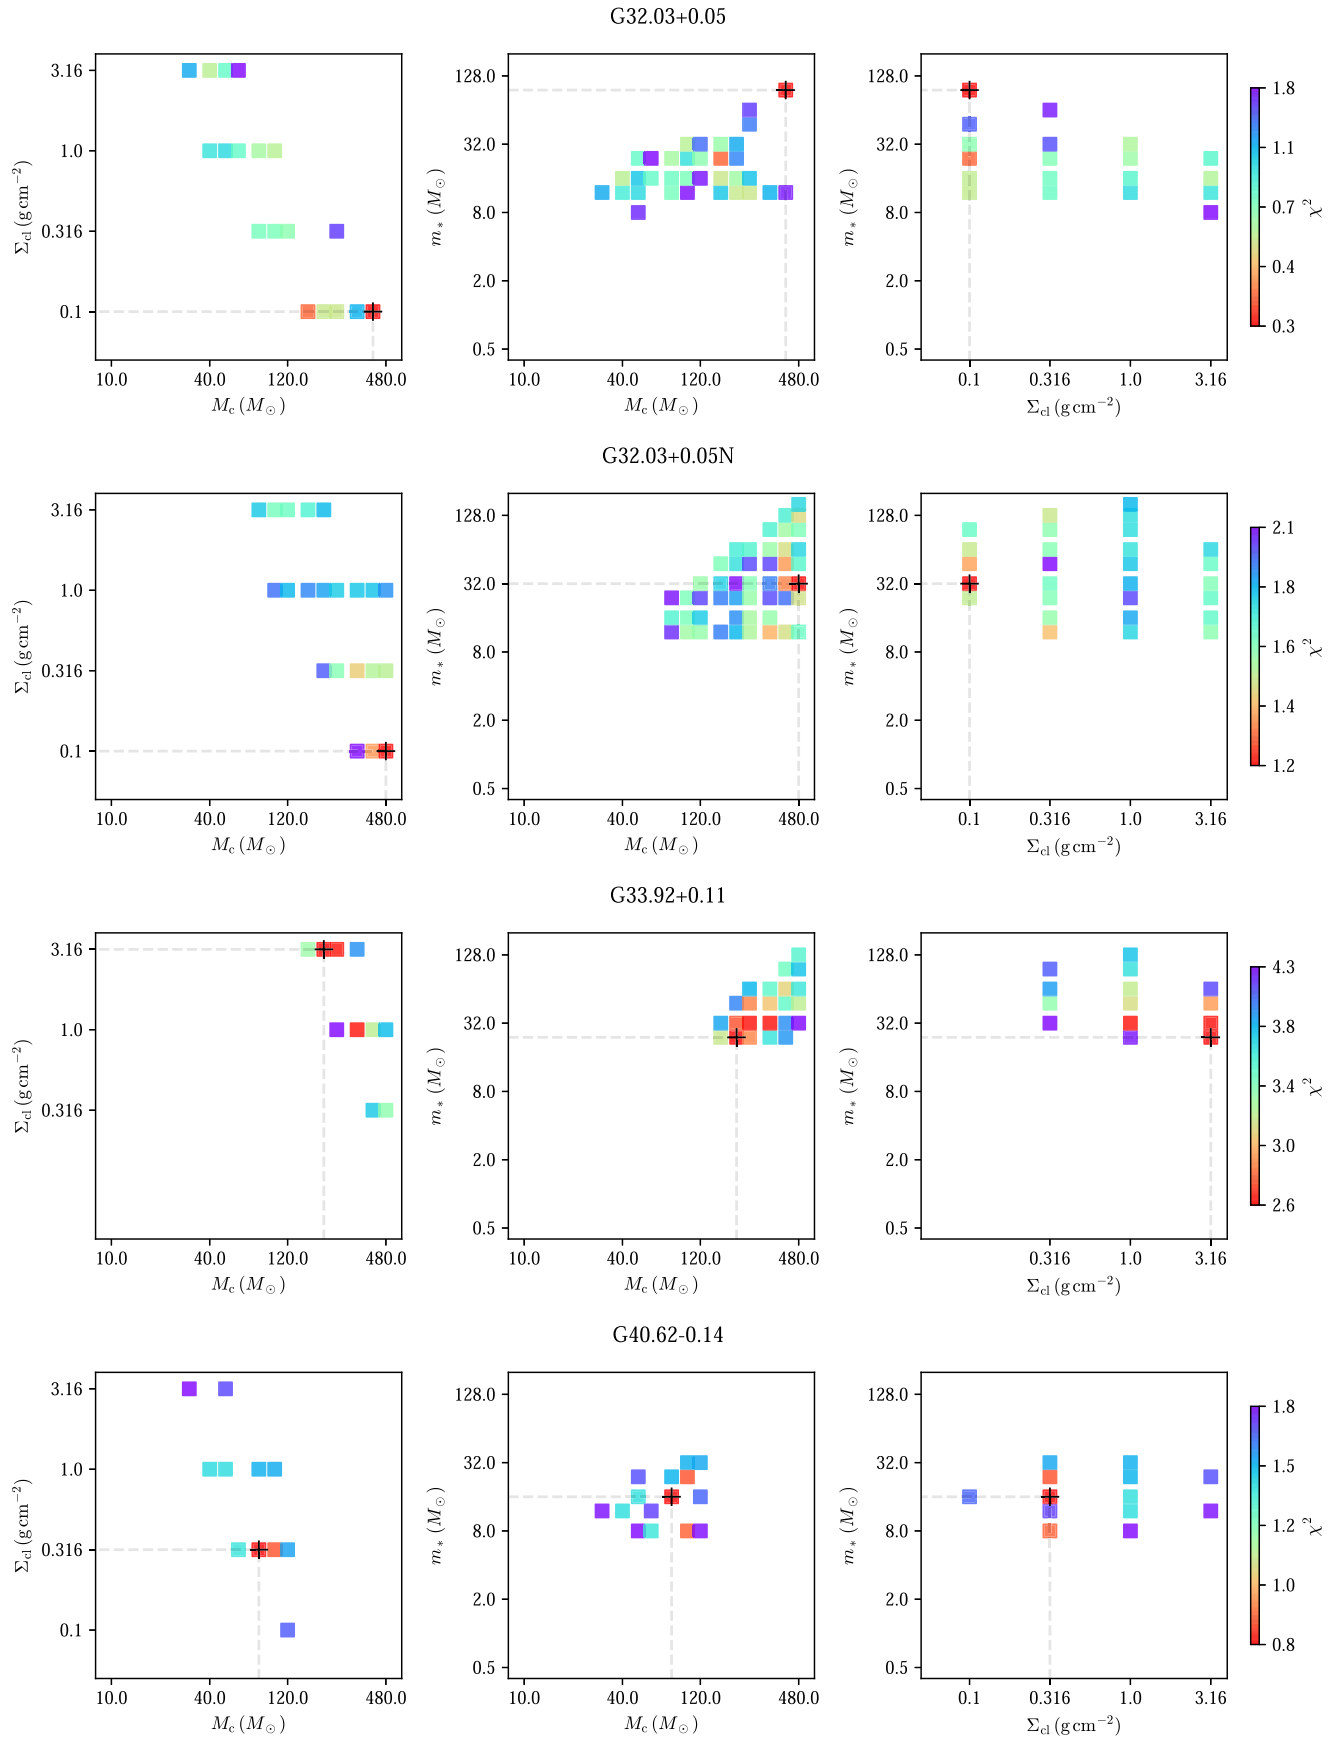 G32.03+0.05
Σcl (g cm⁻²)
3.16
1.0
0.316
0.1
10.0 40.0 120.0 480.0
Mc (M⊙)
m* (M⊙)
128.0
32.0
8.0
2.0
0.5
10.0 40.0 120.0 480.0
Mc (M⊙)
m* (M⊙)
128.0
32.0
8.0
2.0
0.5
0.1 0.316 1.0 3.16
Σcl (g cm⁻²)
1.8
1.1
0.7
0.4
0.3
χ²
G32.03+0.05N
Σcl (g cm⁻²)
3.16
1.0
0.316
0.1
10.0 40.0 120.0 480.0
Mc (M⊙)
m* (M⊙)
128.0
32.0
8.0
2.0
0.5
10.0 40.0 120.0 480.0
Mc (M⊙)
m* (M⊙)
128.0
32.0
8.0
2.0
0.5
0.1 0.316 1.0 3.16
Σcl (g cm⁻²)
2.1
1.8
1.6
1.4
1.2
χ²
G33.92+0.11
Σcl (g cm⁻²)
3.16
1.0
0.316
10.0 40.0 120.0 480.0
Mc (M⊙)
m* (M⊙)
128.0
32.0
8.0
2.0
0.5
10.0 40.0 120.0 480.0
Mc (M⊙)
m* (M⊙)
128.0
32.0
8.0
2.0
0.5
0.316 1.0 3.16
Σcl (g cm⁻²)
4.3
3.8
3.4
3.0
2.6
χ²
G40.62-0.14
Σcl (g cm⁻²)
3.16
1.0
0.316
0.1
10.0 40.0 120.0 480.0
Mc (M⊙)
m* (M⊙)
128.0
32.0
8.0
2.0
0.5
10.0 40.0 120.0 480.0
Mc (M⊙)
m* (M⊙)
128.0
32.0
8.0
2.0
0.5
0.1 0.316 1.0 3.16
Σcl (g cm⁻²)
1.8
1.5
1.2
1.0
0.8
χ²